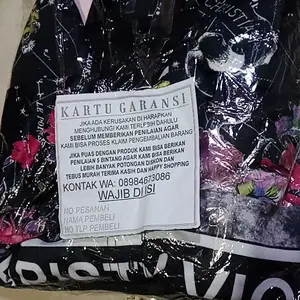 KARTU GARANSI
JIKA ADA KERUSAKAN DI HARAPKAN
MENGHUBUNGI KAMI TERLEBIH DAHULU
SEBELUM MEMBERIKAN PENILAIAN AGAR
KAMI BISA PROSES KLAIM PENGEMBALIAN BARANG
JIKA PUAS DENGAN PRODUK KAMI BISA BERIKAN
PENILAIAN 5 BINTANG AGAR KAMI BISA BERIKAN
LEBIH BANYAK POTONGAN DISKON DAN
TEBUS MURAH TERIMA KASIH AND HAPPY SHOPPING
KONTAK WA: 08984673086
WAJIB DI ISI
NO PESANAN
NAMA PEMBELI
NO TLP PEMBELI